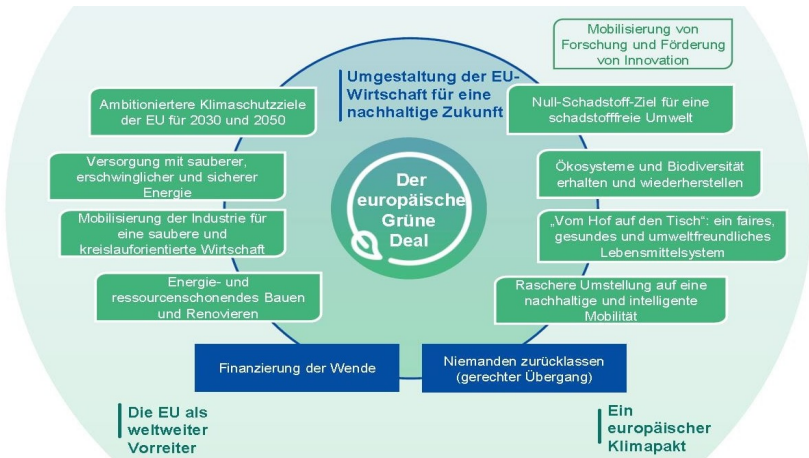 Mobilisierung von
Forschung und Förderung
von Innovation
Umgestaltung der EU-
Wirtschaft für eine
nachhaltige Zukunft
Ambitioniertere Klimaschutzziele
der EU für 2030 und 2050
Null-Schadstoff-Ziel für eine
schadstofffreie Umwelt
Versorgung mit sauberer,
erschwinglicher und sicherer
Energie
Ökosysteme und Biodiversität
erhalten und wiederherstellen
Der
europäische
Grüne
Deal
Mobilisierung der Industrie für
eine saubere und
kreislauforientierte Wirtschaft
„Vom Hof auf den Tisch“: ein faires,
gesundes und umweltfreundliches
Lebensmittelsystem
Energie- und
ressourcenschonendes Bauen
und Renovieren
Raschere Umstellung auf eine
nachhaltige und intelligente
Mobilität
Finanzierung der Wende
Niemanden zurücklassen
(gerechter Übergang)
Die EU als
weltweiter
Vorreiter
Ein
europäischer
Klimapakt